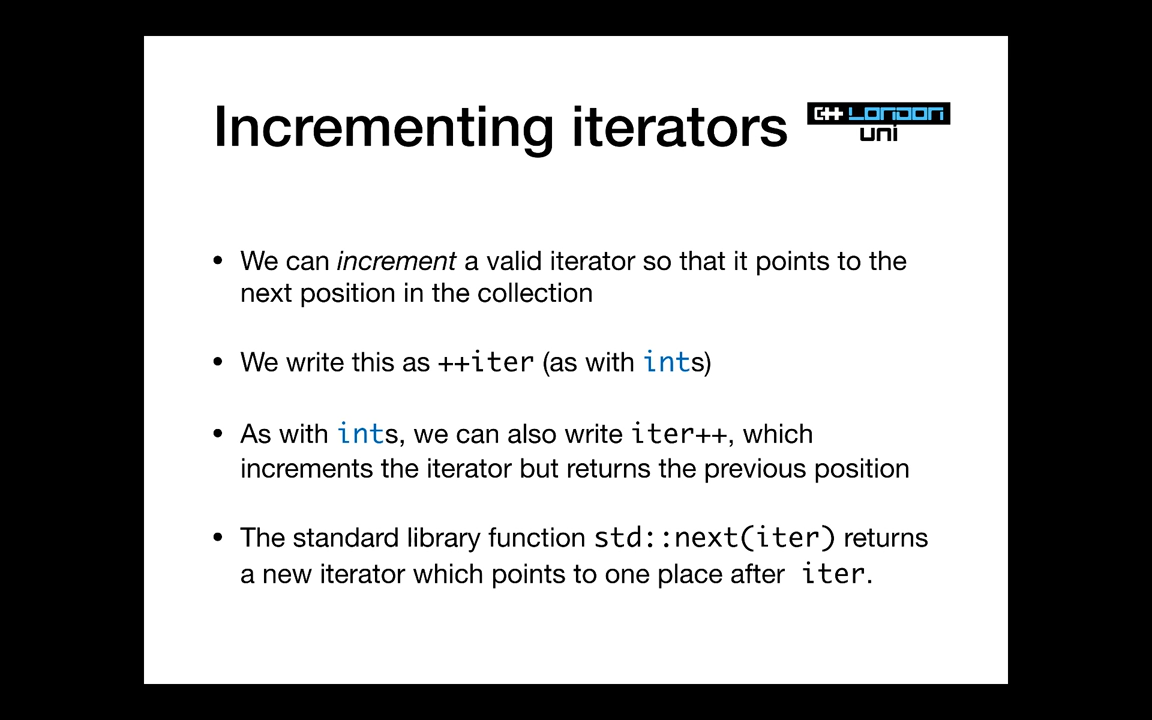 Incrementing iterators
C++ London
uni
• We can increment a valid iterator so that it points to the
next position in the collection
• We write this as ++iter (as with ints)
• As with ints, we can also write iter++, which
increments the iterator but returns the previous position
• The standard library function std::next(iter) returns
a new iterator which points to one place after iter.